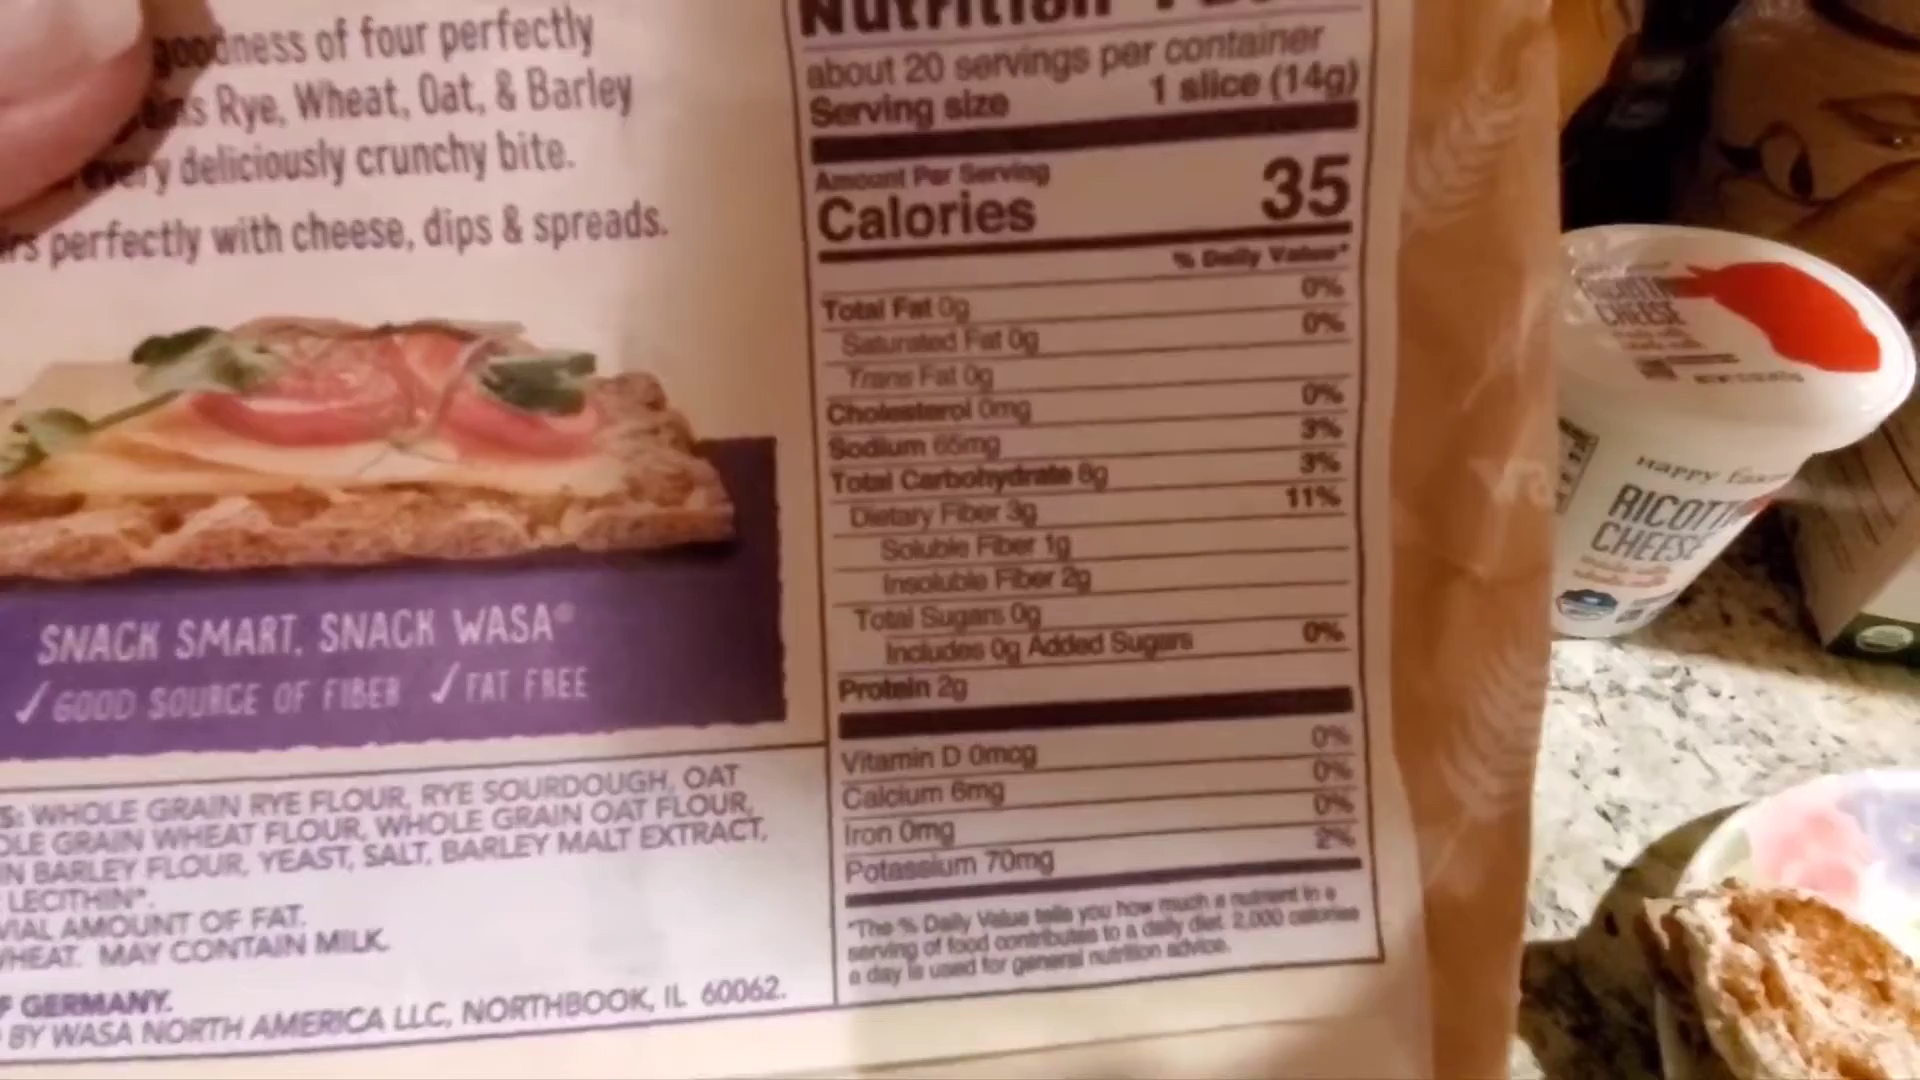 goodness of four perfectly
Rye, Wheat, Oat, & Barley
deliciously crunchy bite.
perfectly with cheese, dips & spreads.
SNACK SMART, SNACK WASA®
✓ GOOD SOURCE OF FIBER ✓ FAT FREE
S: WHOLE GRAIN RYE FLOUR, RYE SOURDOUGH, OAT
OLE GRAIN WHEAT FLOUR, WHOLE GRAIN OAT FLOUR,
IN BARLEY FLOUR, YEAST, SALT, BARLEY MALT EXTRACT,
LECITHIN*.
VIAL AMOUNT OF FAT.
WHEAT. MAY CONTAIN MILK.
F GERMANY.
BY WASA NORTH AMERICA LLC, NORTHBOOK, IL 60062.
Nutrition
about 20 servings per container
Serving size 1 slice (14g)
Amount Per Serving
Calories 35
% Daily Value*
Total Fat 0g 0%
Saturated Fat 0g 0%
Trans Fat 0g
Cholesterol 0mg 0%
Sodium 65mg 3%
Total Carbohydrate 8g 3%
Dietary Fiber 3g 11%
Soluble Fiber 1g
Insoluble Fiber 2g
Total Sugars 0g
Includes 0g Added Sugars 0%
Protein 2g
Vitamin D 0mcg 0%
Calcium 6mg 0%
Iron 0mg 0%
Potassium 70mg 2%
*The % Daily Value tells you how much a nutrient in a
serving of food contributes to a daily diet. 2,000 calories
a day is used for general nutrition advice.
RICOTTA
CHEESE
Happy
RICOTT
CHEESE